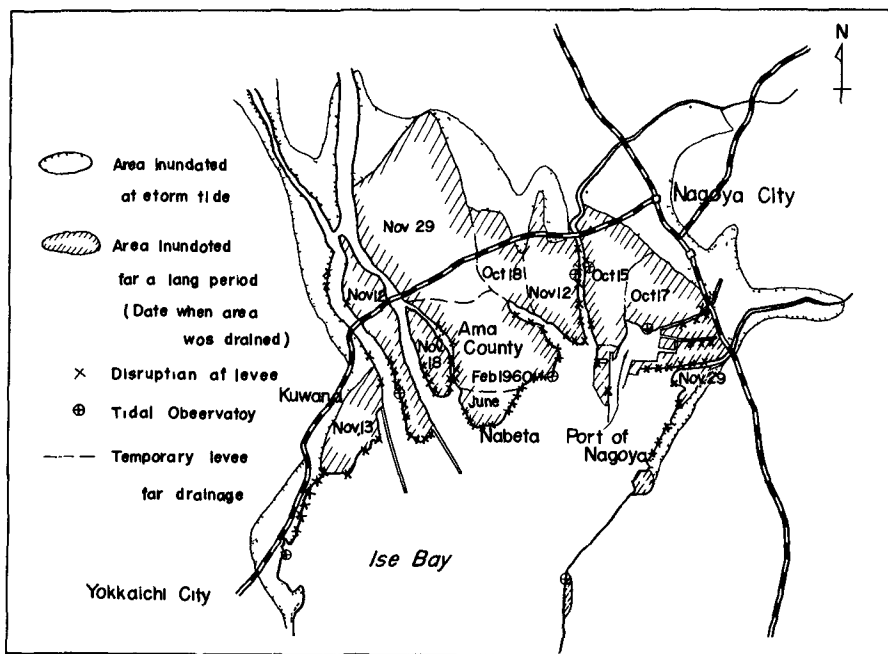 N
Area Inundated
at etorm tide
Area Inundoted
far a lang period
(Date when area
wos drained)
Disruptian af levee
Tidal Obeervatoy
Temporary levee
far drainage
Nagoya City
Nov 29
Oct 18
Oct 15
Nov 12
Oct 17
Nov 12
Ama
County
Nov
18
Feb 1960
June
Nov. 29
Kuwana
Nov. 13
Nabeta
Port of
Nagoya
Ise Bay
Yokkaichi City